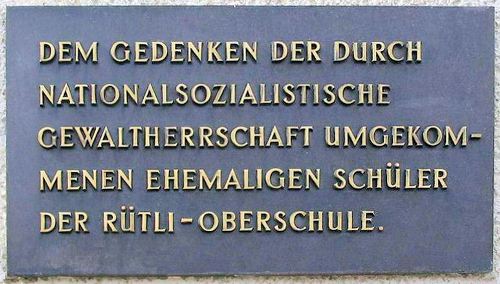 DEM GEDENKEN DER DURCH
NATIONALSOZIALISTISCHE
GEWALTHERRSCHAFT UMGEKOM-
MENEN EHEMALIGEN SCHÜLER
DER RÜTLI-OBERSCHULE.